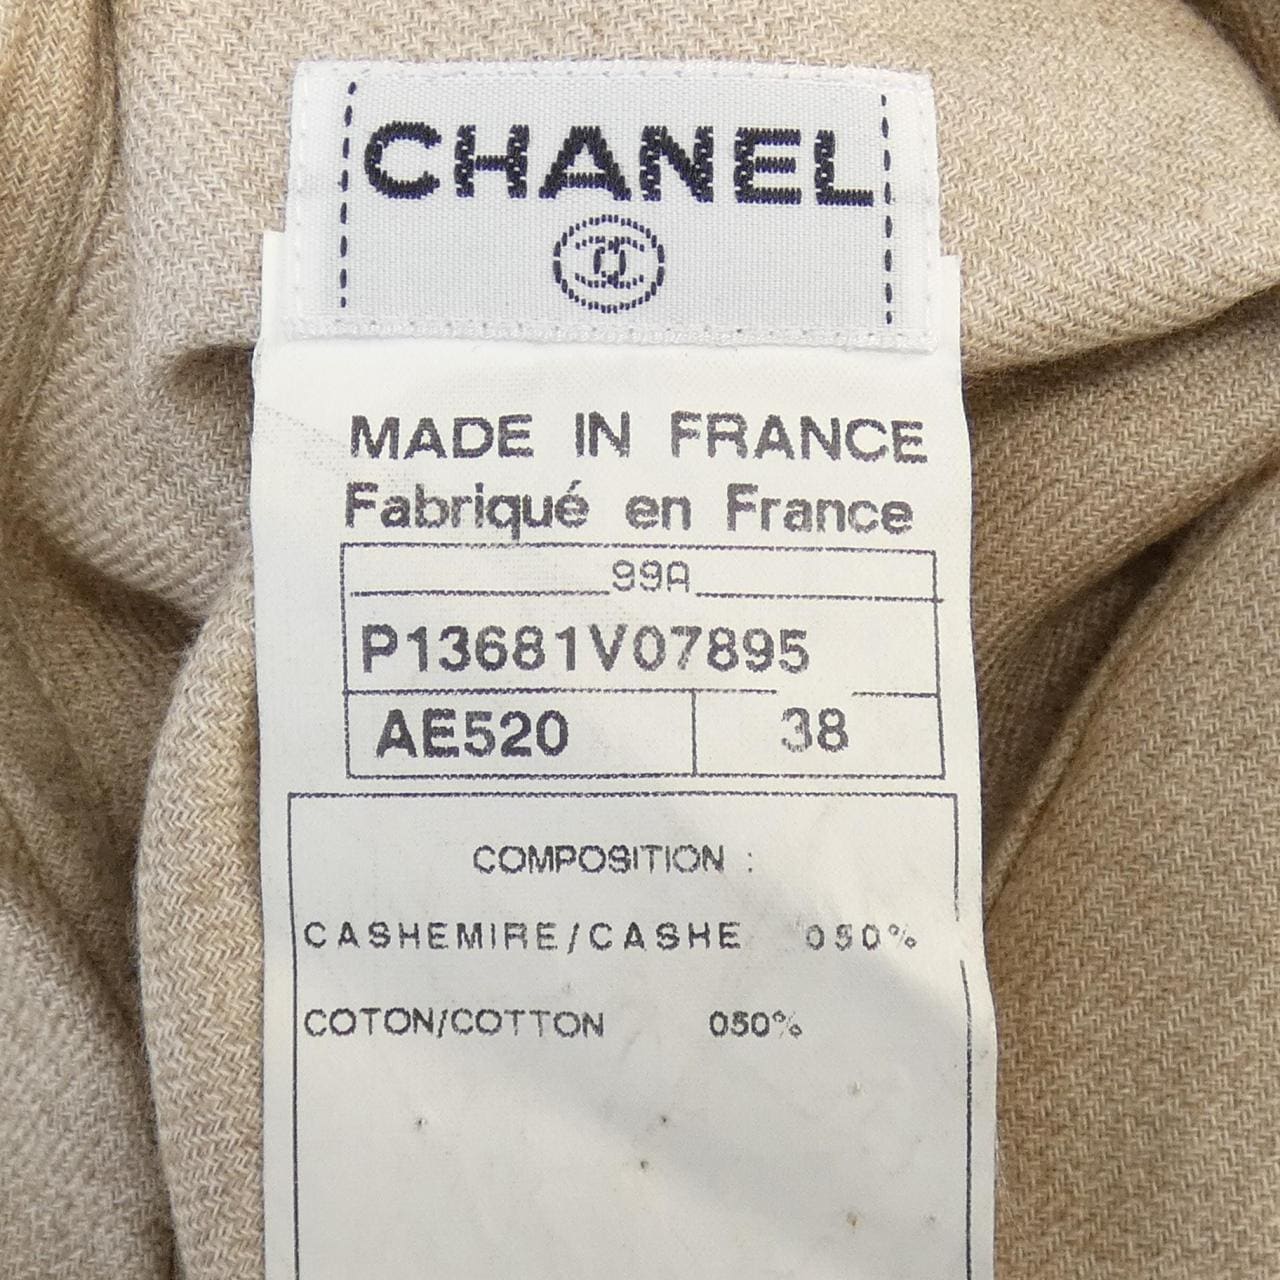 CHANEL
MADE IN FRANCE
Fabriqué en France
99A
P13681V07895
AE520 38
COMPOSITION :
CASHEMIRE/CASHE 050%
COTON/COTTON 050%